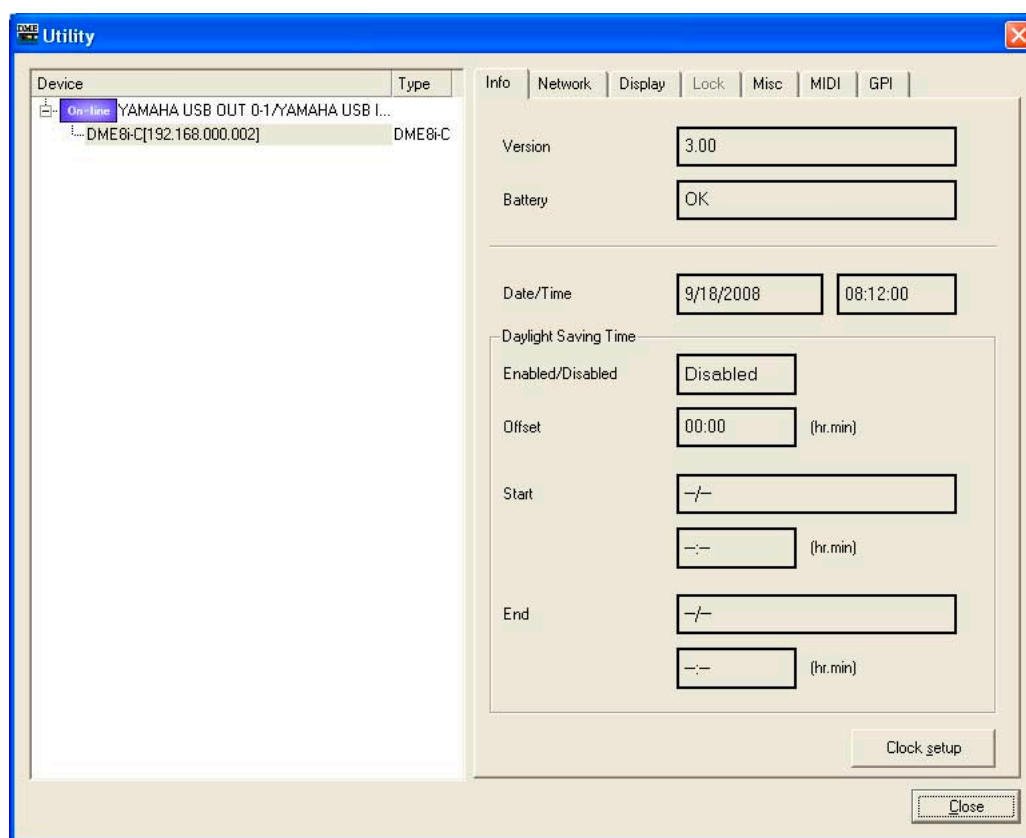 DME
Utility
Device Type
On-line YAMAHA USB OUT 0-1/YAMAHA USB I...
DME8i-C[192.168.000.002] DME8i-C
Info Network Display Lock Misc MIDI GPI
Version 3.00
Battery OK
Date/Time 9/18/2008 08:12:00
Daylight Saving Time
Enabled/Disabled Disabled
Offset 00:00 (hr.min)
Start --/--
--:-- (hr.min)
End --/--
--:-- (hr.min)
Clock setup
Close